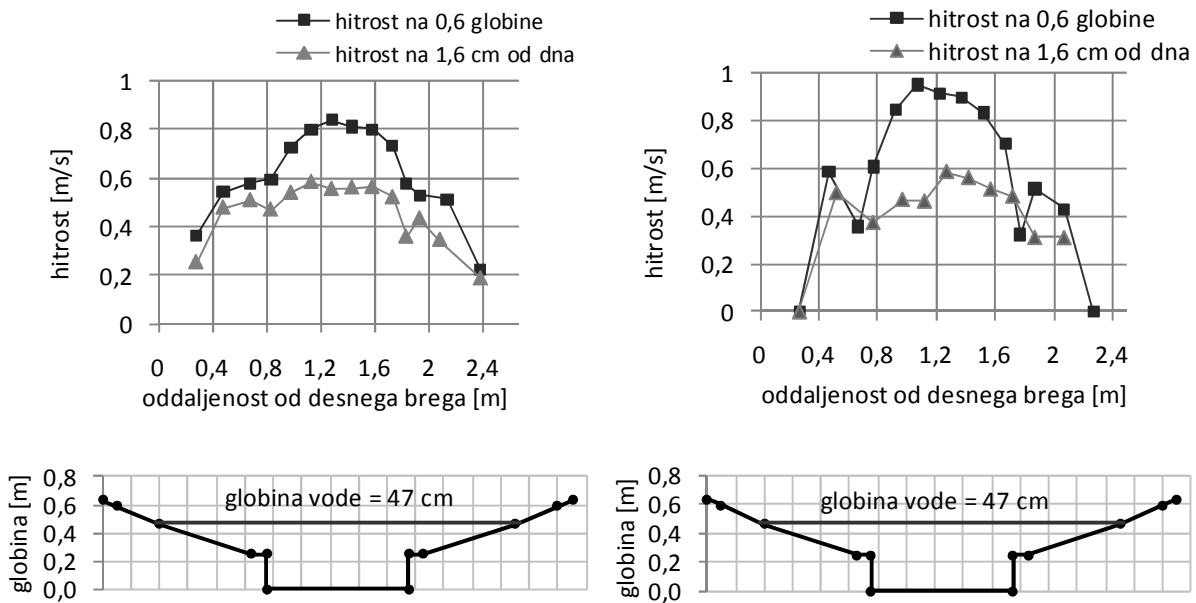 hitrost na 0,6 globine
hitrost na 1,6 cm od dna
1
0,8
0,6
0,4
0,2
0
hitrost [m/s]
0 0,4 0,8 1,2 1,6 2 2,4
oddaljenost od desnega brega [m]
hitrost na 0,6 globine
hitrost na 1,6 cm od dna
1
0,8
0,6
0,4
0,2
0
hitrost [m/s]
0 0,4 0,8 1,2 1,6 2 2,4
oddaljenost od desnega brega [m]
globina [m]
0,8
0,6
0,4
0,2
0,0
globina vode = 47 cm
globina [m]
0,8
0,6
0,4
0,2
0,0
globina vode = 47 cm